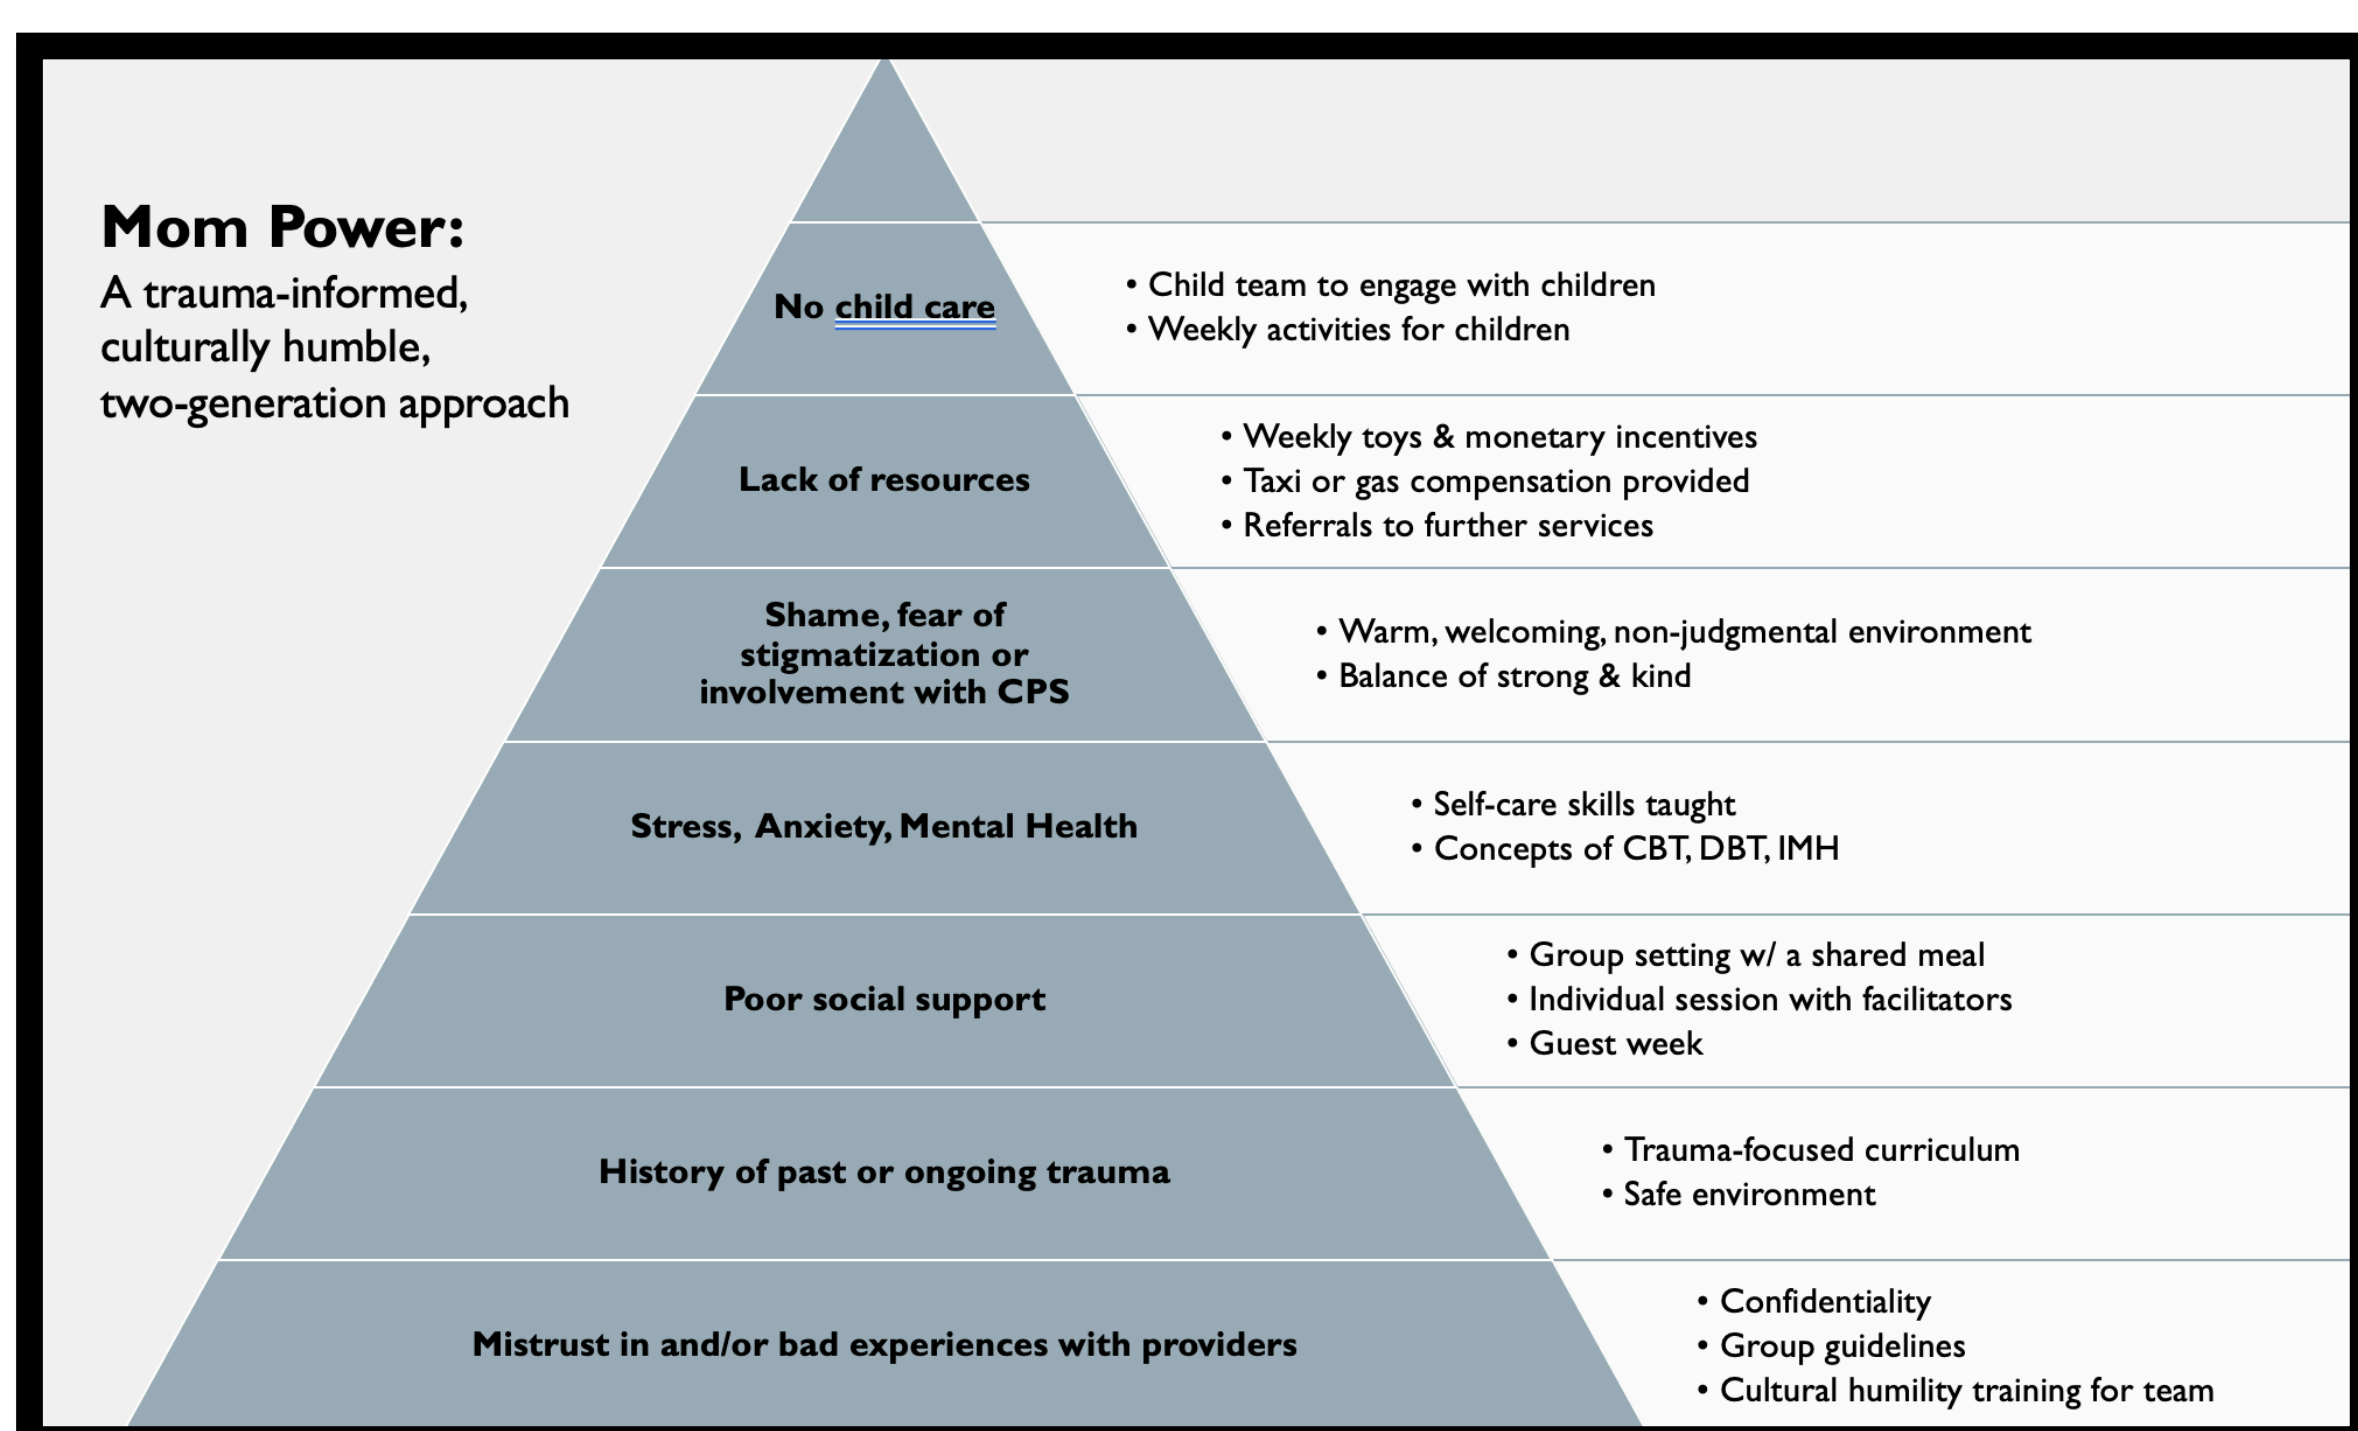 Mom Power:
A trauma-informed,
culturally humble,
two-generation approach
No child care
• Child team to engage with children
• Weekly activities for children
Lack of resources
• Weekly toys & monetary incentives
• Taxi or gas compensation provided
• Referrals to further services
Shame, fear of
stigmatization or
involvement with CPS
• Warm, welcoming, non-judgmental environment
• Balance of strong & kind
Stress, Anxiety, Mental Health
• Self-care skills taught
• Concepts of CBT, DBT, IMH
Poor social support
• Group setting w/ a shared meal
• Individual session with facilitators
• Guest week
History of past or ongoing trauma
• Trauma-focused curriculum
• Safe environment
Mistrust in and/or bad experiences with providers
• Confidentiality
• Group guidelines
• Cultural humility training for team